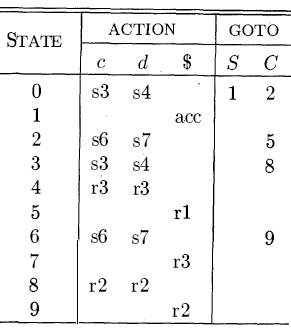 STATE ACTION GOTO
c d $ S C
0 s3 s4 1 2
1 acc
2 s6 s7 5
3 s3 s4 8
4 r3 r3
5 r1
6 s6 s7 9
7 r3
8 r2 r2
9 r2